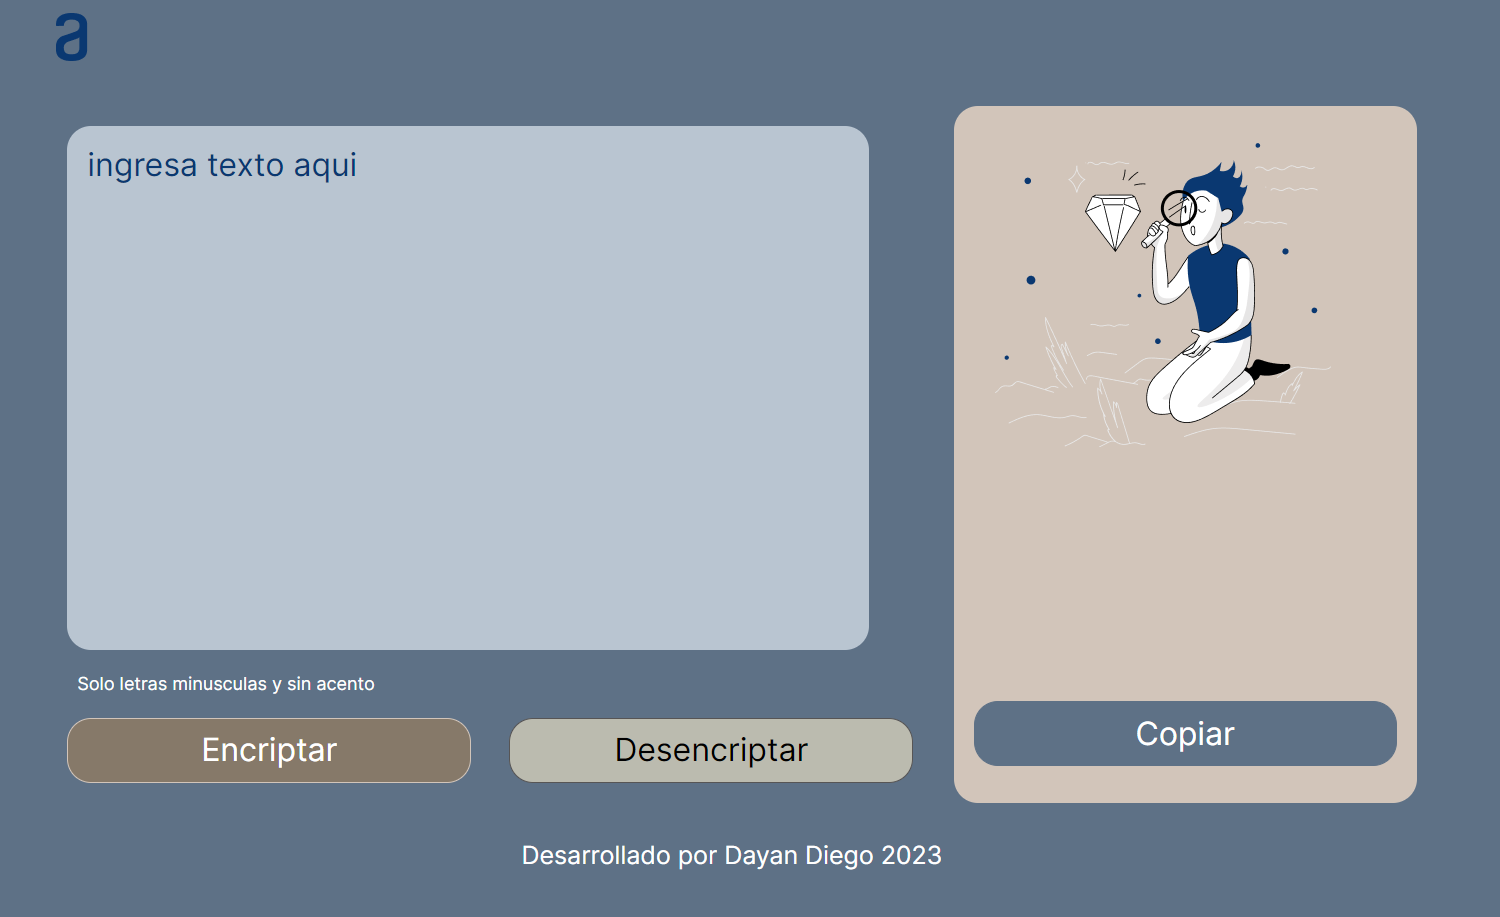 a
ingresa texto aqui
Solo letras minusculas y sin acento
Encriptar
Desencriptar
Copiar
Desarrollado por Dayan Diego 2023